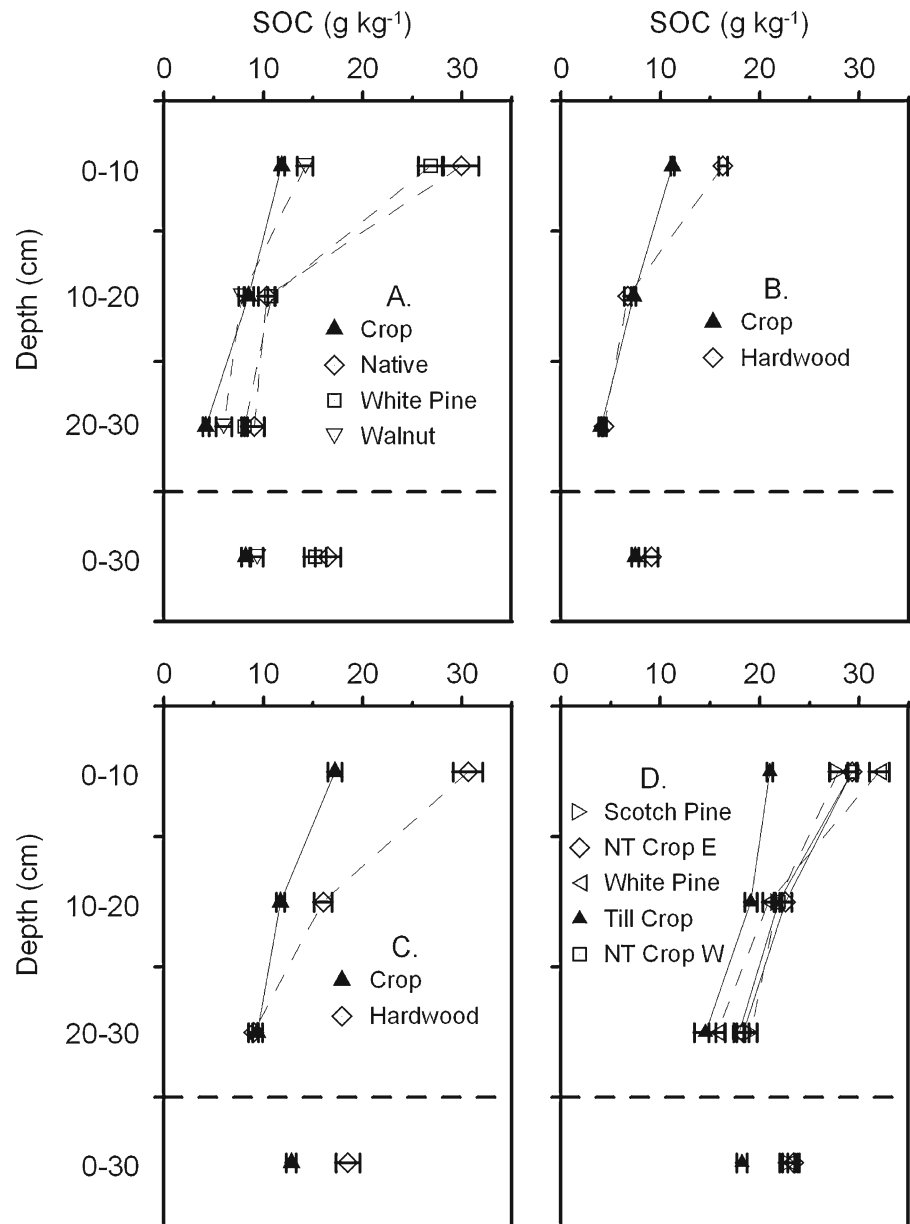 SOC (g kg⁻¹) SOC (g kg⁻¹)
0 10 20 30 0 10 20 30
0-10
10-20
20-30
0-30
Depth (cm)
A.
Crop
Native
White Pine
Walnut
B.
Crop
Hardwood
0 10 20 30 0 10 20 30
0-10
10-20
20-30
0-30
Depth (cm)
C.
Crop
Hardwood
D.
Scotch Pine
NT Crop E
White Pine
Till Crop
NT Crop W